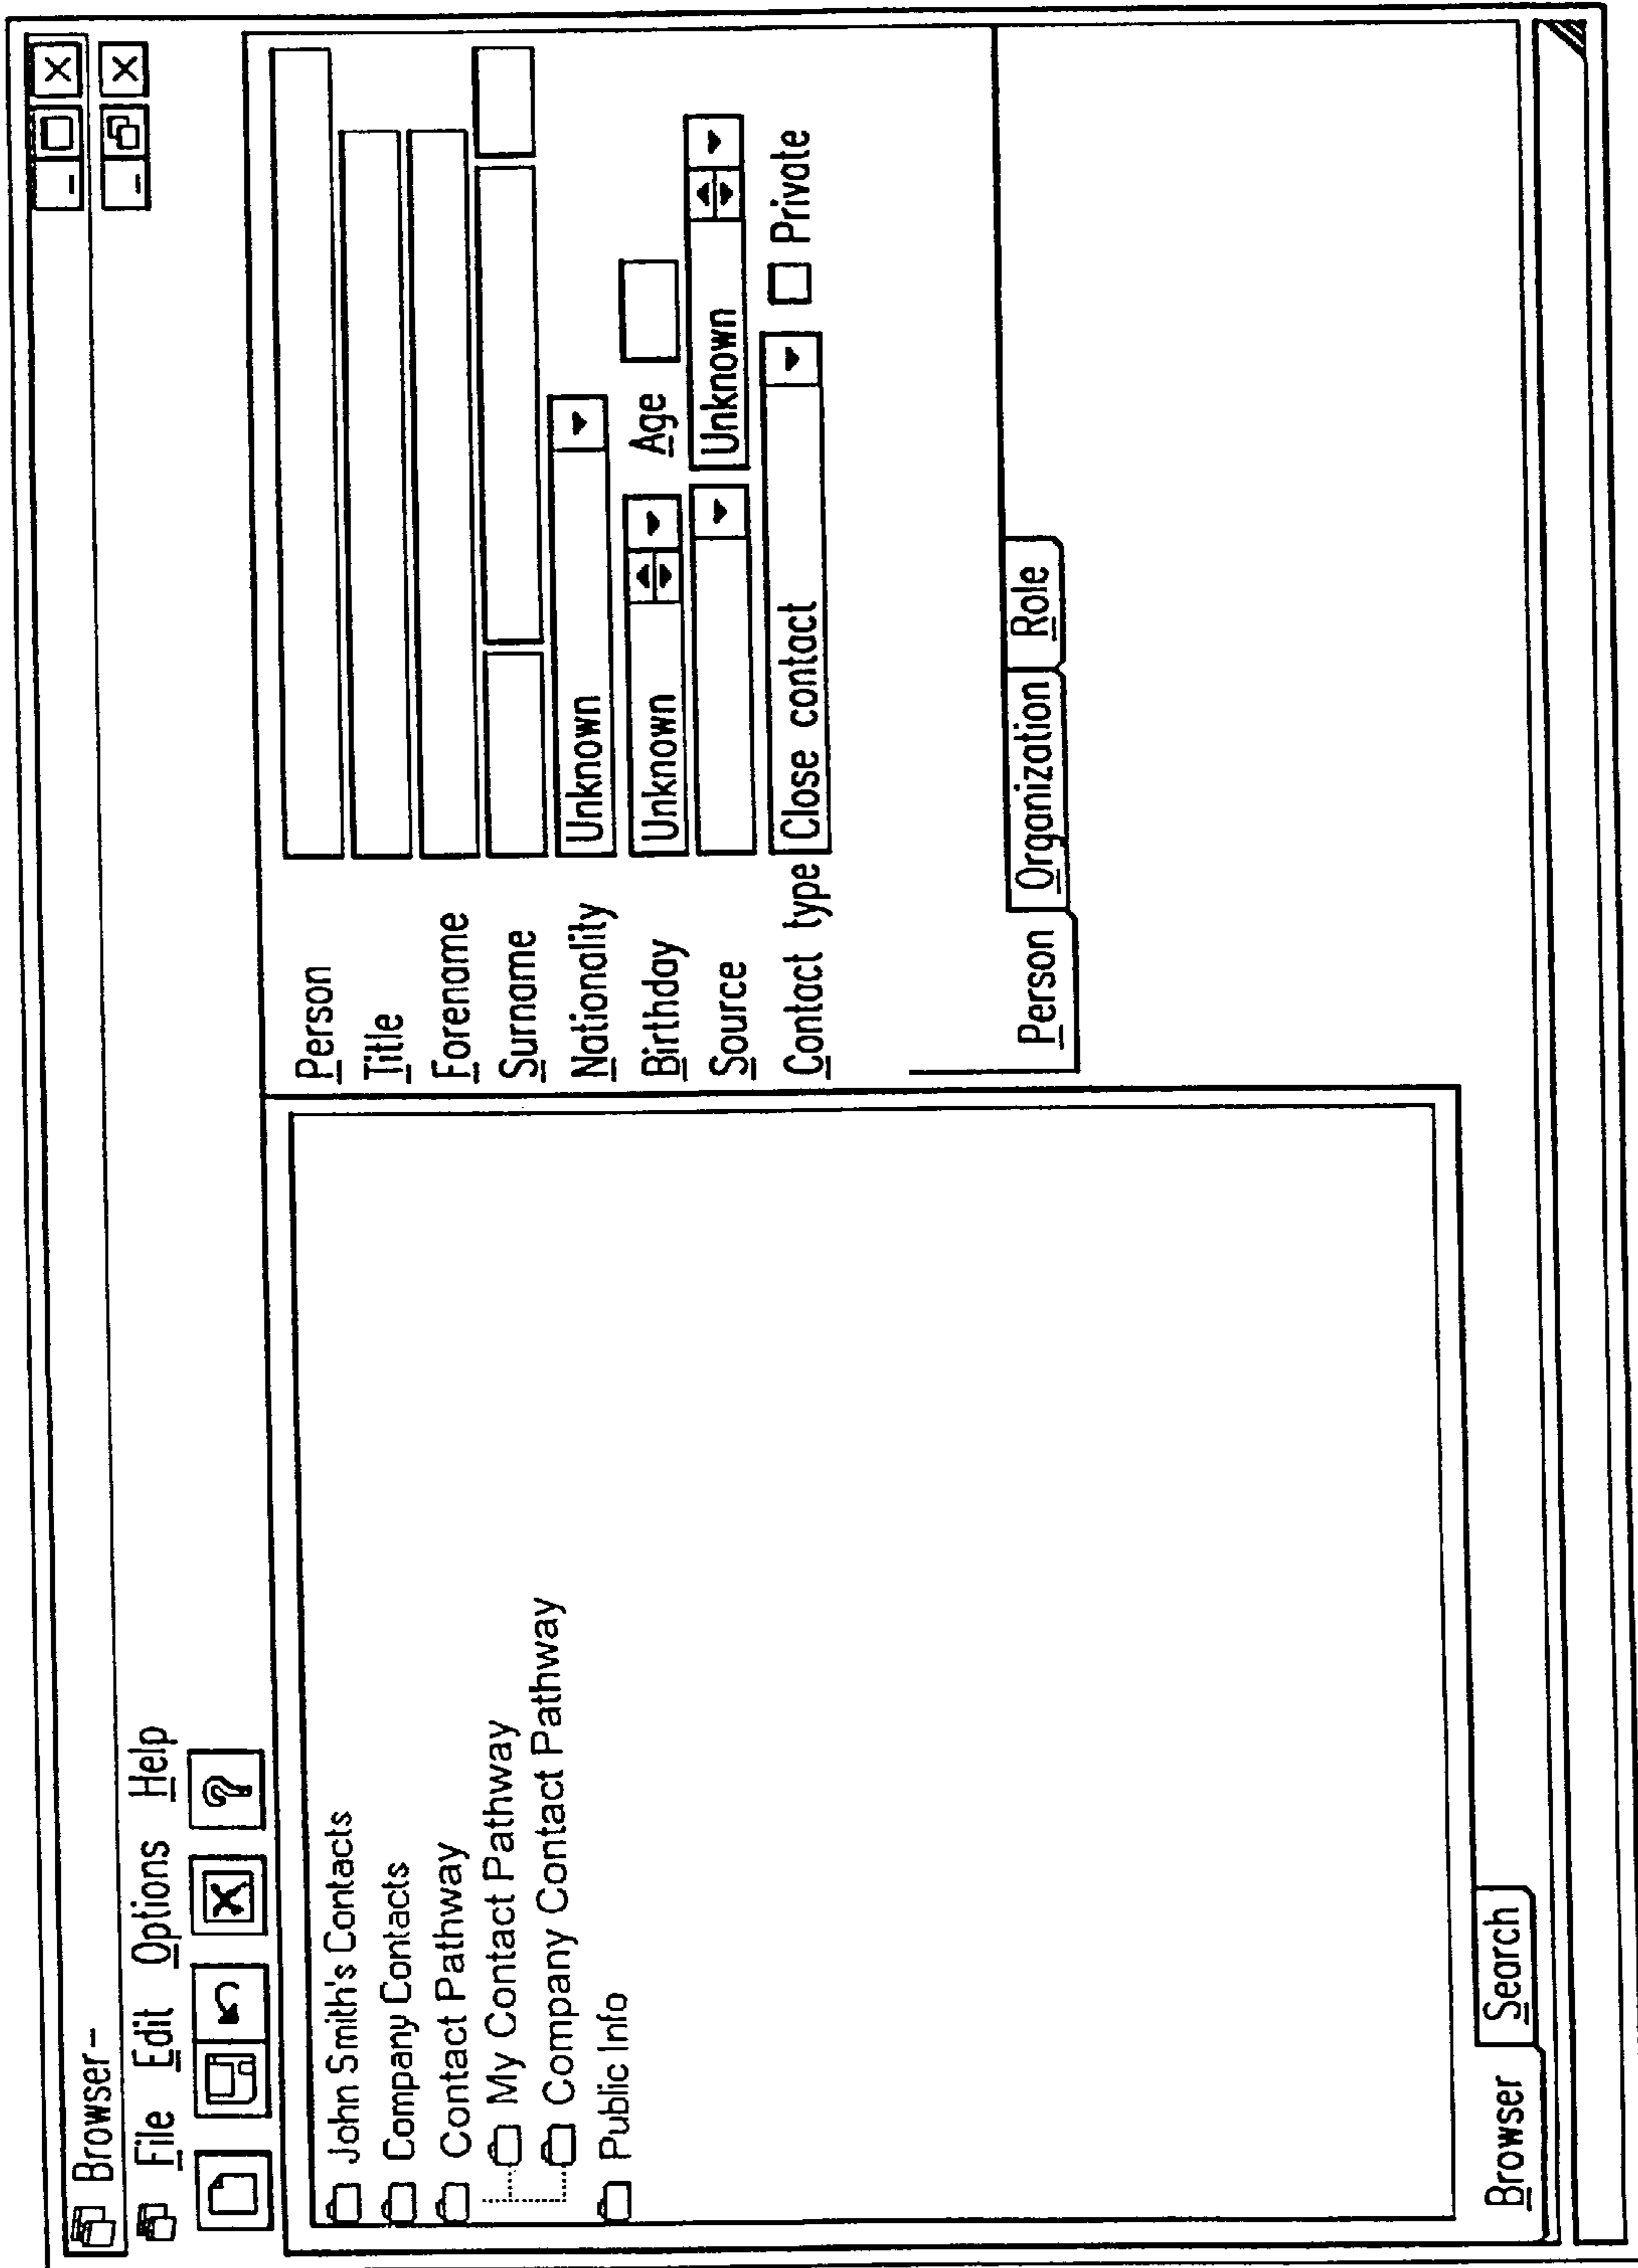 Browser-
File Edit Options Help
John Smith's Contacts
Company Contacts
Contact Pathway
My Contact Pathway
Company Contact Pathway
Public Info
Browser Search
Person
Title
Forename
Surname
Nationality Unknown
Birthday Unknown Age
Source Unknown
Contact type Close contact Private
Person Organization Role